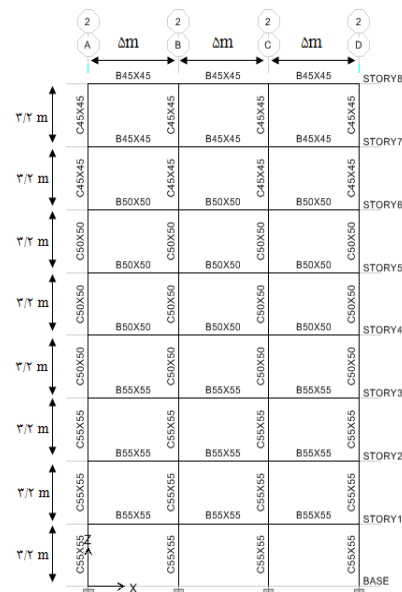 2 2 2 2
A B C D
۵m ۵m ۵m
B45X45 B45X45 B45X45 STORY8
۳/۲ m C45X45 C45X45 C45X45 C45X45
B45X45 B45X45 B45X45 STORY7
۳/۲ m C45X45 C45X45 C45X45 C45X45
B50X50 B50X50 B50X50 STORY6
۳/۲ m C50X50 C50X50 C50X50 C50X50
B50X50 B50X50 B50X50 STORY5
۳/۲ m C50X50 C50X50 C50X50 C50X50
B50X50 B50X50 B50X50 STORY4
۳/۲ m C50X50 C50X50 C50X50 C50X50
B55X55 B55X55 B55X55 STORY3
۳/۲ m C55X55 C55X55 C55X55 C55X55
B55X55 B55X55 B55X55 STORY2
۳/۲ m C55X55 C55X55 C55X55 C55X55
B55X55 B55X55 B55X55 STORY1
۳/۲ m C55X55 C55X55 C55X55 C55X55
Z
X BASE